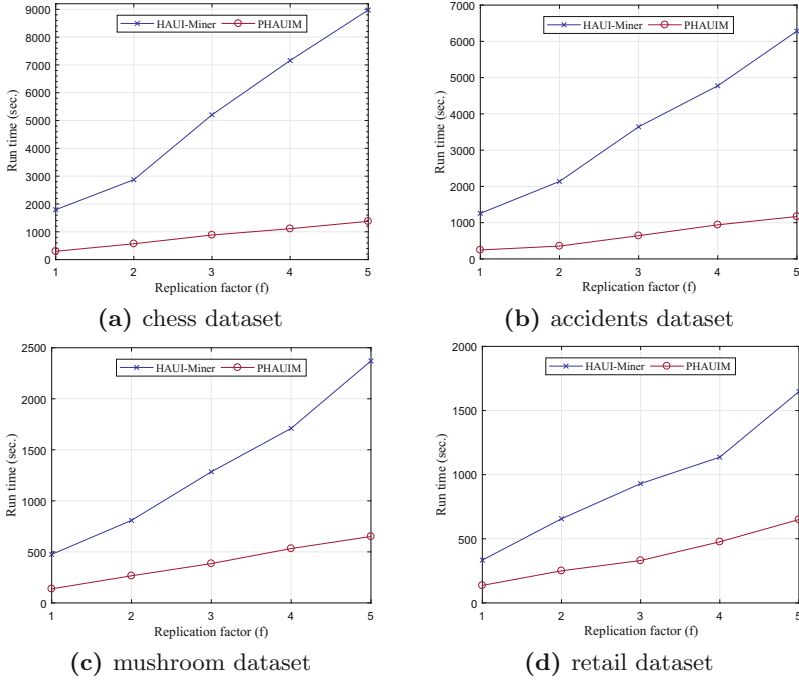 HAUI-Miner PHAUIM
Run time (sec.)
9000
8000
7000
6000
5000
4000
3000
2000
1000
0
1 2 3 4 5
Replication factor (f)
(a) chess dataset
HAUI-Miner PHAUIM
Run time (sec.)
7000
6000
5000
4000
3000
2000
1000
0
1 2 3 4 5
Replication factor (f)
(b) accidents dataset
HAUI-Miner PHAUIM
Run time (sec.)
2500
2000
1500
1000
500
0
1 2 3 4 5
Replication factor (f)
(c) mushroom dataset
HAUI-Miner PHAUIM
Run time (sec.)
2000
1500
1000
500
0
1 2 3 4 5
Replication factor (f)
(d) retail dataset